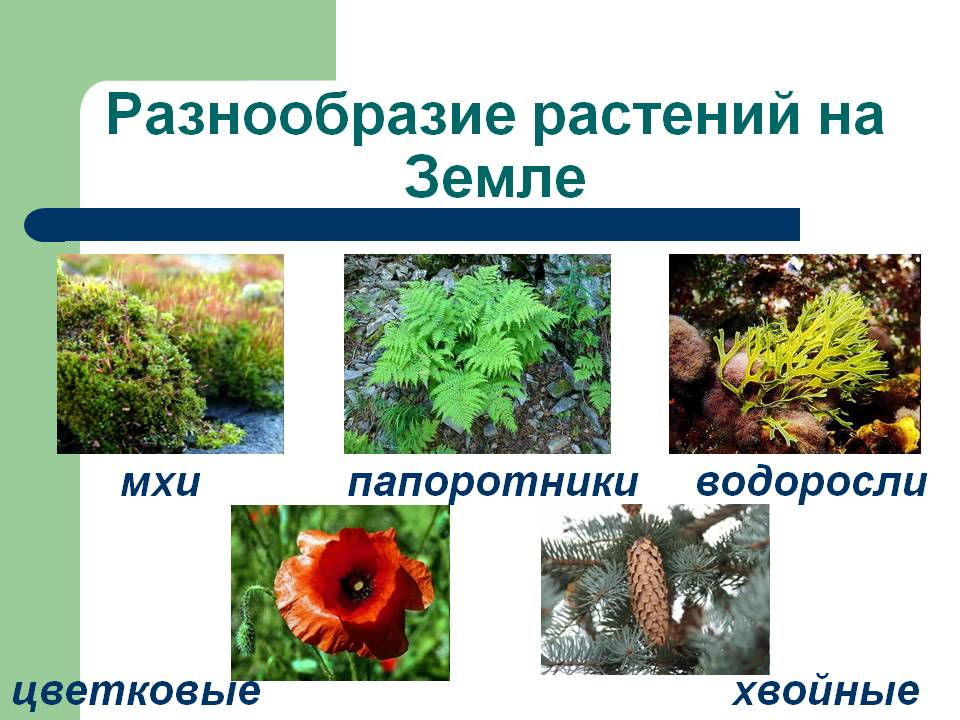 Разнообразие растений на
Земле
мхи папоротники водоросли
цветковые хвойные